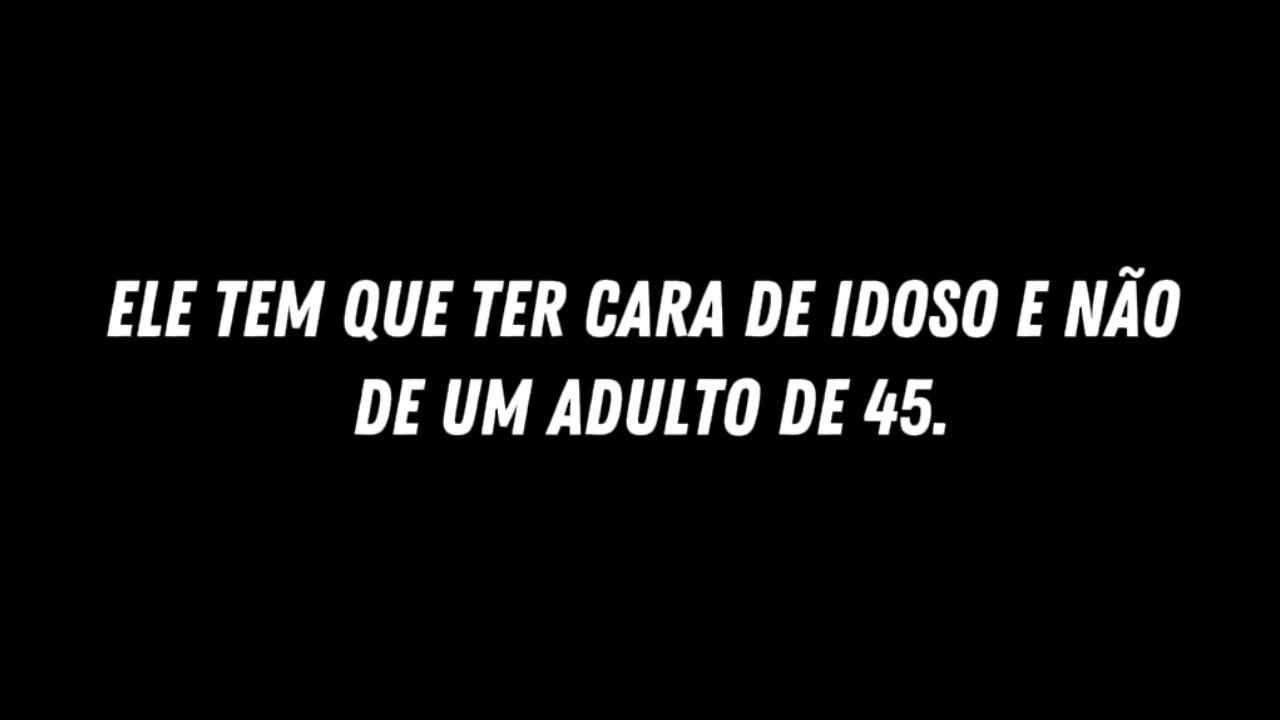 ELE TEM QUE TER CARA DE IDOSO E NÃO
DE UM ADULTO DE 45.